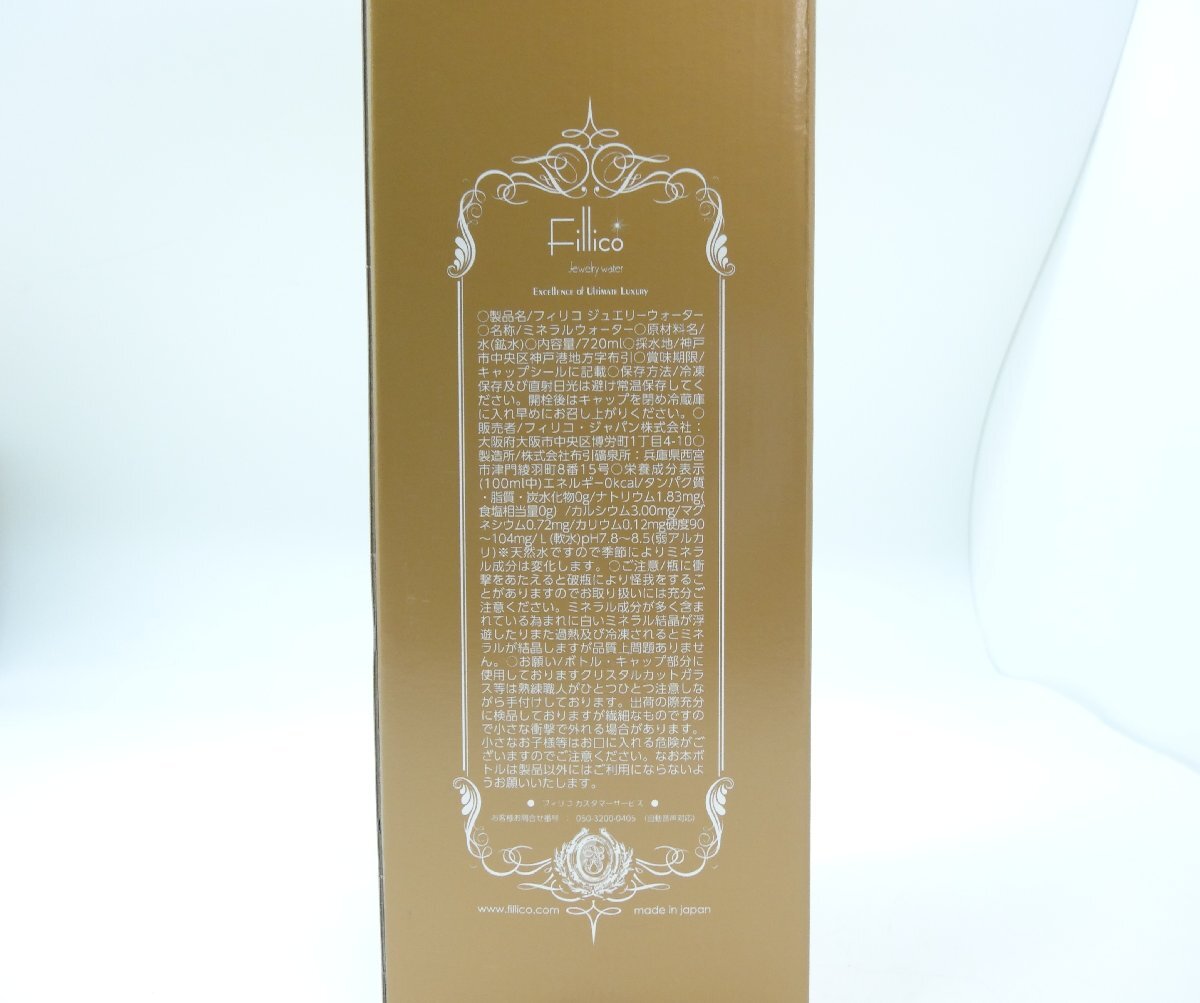 Fillico
Jewelry water
Excellence of Ultimate Luxury
○製品名/フィリコ ジュエリーウォーター
○名称/ミネラルウォーター○原材料名/
水(鉱水)○内容量/720ml○採水地/神戸
市中央区神戸港地方字布引○賞味期限/
キャップシールに記載○保存方法/冷凍
保存及び直射日光は避け常温保存してく
ださい。開栓後はキャップを閉め冷蔵庫
に入れ早めにお召し上がりください。○
販売者/フィリコ・ジャパン株式会社：
大阪府大阪市中央区博労町1丁目4-10○
製造所/株式会社布引礦泉所：兵庫県西宮
市津門綾羽町8番15号○栄養成分表示
(100ml中)エネルギー0kcal/タンパク質
・脂質・炭水化物0g/ナトリウム1.83mg(
食塩相当量0g) /カルシウム3.00mg/マグ
ネシウム0.72mg/カリウム0.12mg硬度90
～104mg/L(軟水)pH7.8～8.5(弱アルカ
リ)※天然水ですので季節によりミネラ
ル成分は変化します。○ご注意/瓶に衝
撃をあたえると破瓶により怪我をするこ
とがありますのでお取り扱いには充分ご
注意ください。ミネラル成分が多く含ま
れている為まれに白いミネラル結晶が浮
遊したりまた過熱及び冷凍されるとミネ
ラルが結晶しますが品質上問題ありませ
ん。○お願い/ボトル・キャップ部分に
使用しておりますクリスタルカットガラ
ス等は熟練職人がひとつひとつ注意しな
がら手付けしております。出荷の際充分
に検品しておりますが繊細なものですの
で小さな衝撃で外れる場合があります。
小さなお子様等はお口に入れる危険がご
ざいますのでご注意ください。なお本ボ
トルは製品以外にはご利用にならないよ
うお願いいたします。
● フィリコカスタマーサービス ●
お客様お問合せ番号 ： 050-3200-0405 (自動音声対応)
www.fillico.com made in japan